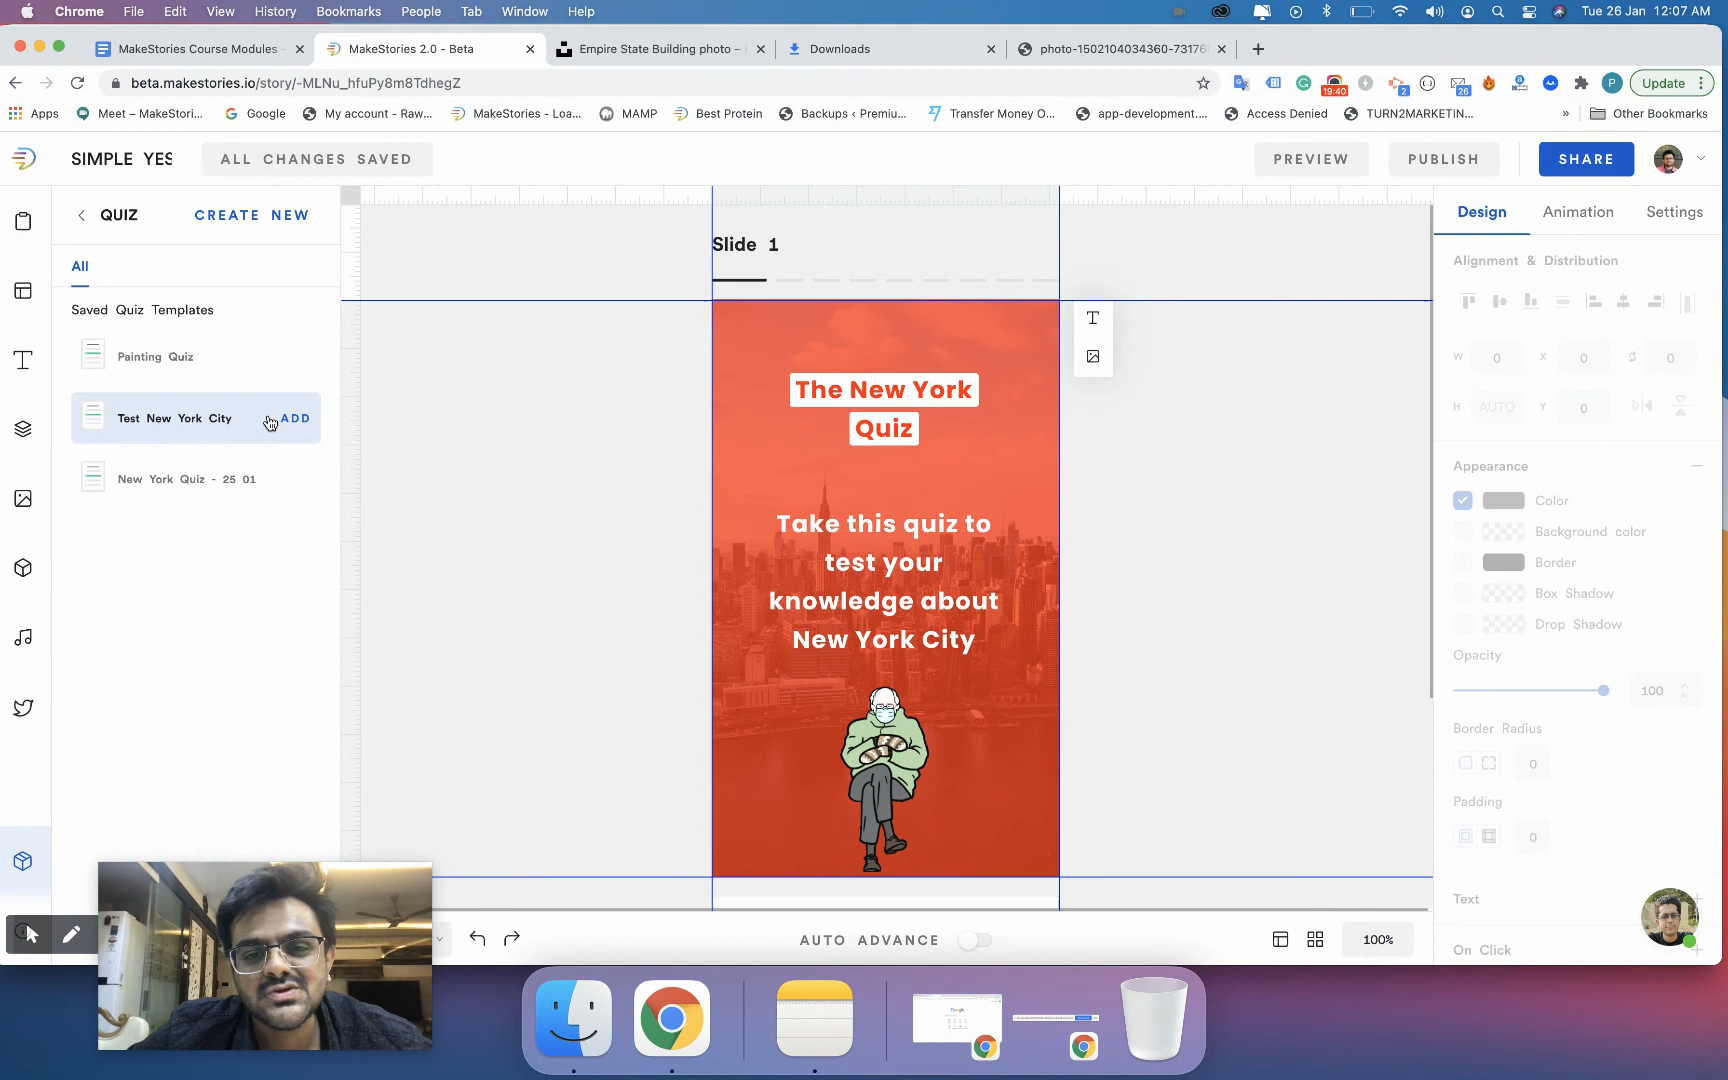 Chrome File Edit View History Bookmarks People Tab Window Help Tue 26 Jan 12:07 AM
MakeStories Course Modules - MakeStories 2.0 - Beta Empire State Building photo – Downloads photo-1502104034360-73176
beta.makestories.io/story/-MLNu_hfuPy8m8TdhegZ 19:40 2 26 P Update
Apps Meet – MakeStori... Google My account - Raw... MakeStories - Loa... MAMP Best Protein Backups ‹ Premiu... Transfer Money O... app-development.... Access Denied TURN2MARKETIN... » Other Bookmarks
SIMPLE YES ALL CHANGES SAVED PREVIEW PUBLISH SHARE
QUIZ CREATE NEW
All
Saved Quiz Templates
Painting Quiz
Test New York City ADD
New York Quiz - 25 01
Slide 1
The New York
Quiz
Take this quiz to
test your
knowledge about
New York City
AUTO ADVANCE 100%
Design Animation Settings
Alignment & Distribution
W 0 X 0 0
H AUTO Y 0
Appearance
Color
Background color
Border
Box Shadow
Drop Shadow
Opacity
100
Border Radius
0
Padding
0
Text
On Click
Google